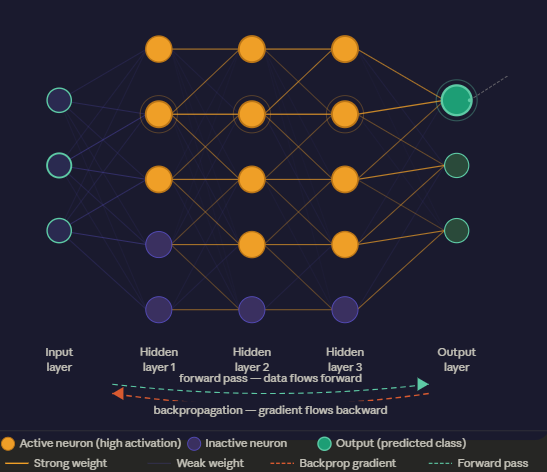 Input layer
Hidden layer 1
Hidden layer 2
Hidden layer 3
Output layer
forward pass — data flows forward
backpropagation — gradient flows backward
Active neuron (high activation)
Inactive neuron
Output (predicted class)
Strong weight
Weak weight
Backprop gradient
Forward pass